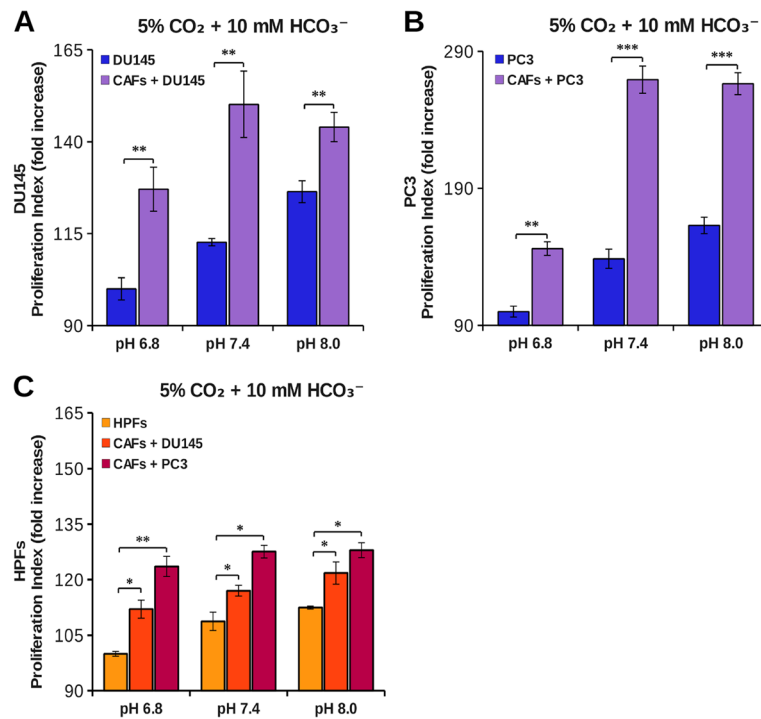 A
5% CO₂ + 10 mM HCO₃⁻
DU145
Proliferation Index (fold increase)
165
140
115
90
DU145
CAFs + DU145
**
**
**
pH 6.8
pH 7.4
pH 8.0
B
5% CO₂ + 10 mM HCO₃⁻
PC3
Proliferation Index (fold increase)
290
190
90
PC3
CAFs + PC3
**
***
***
pH 6.8
pH 7.4
pH 8.0
C
5% CO₂ + 10 mM HCO₃⁻
HPFs
Proliferation Index (fold increase)
165
150
135
120
105
90
HPFs
CAFs + DU145
CAFs + PC3
**
*
*
*
*
*
pH 6.8
pH 7.4
pH 8.0